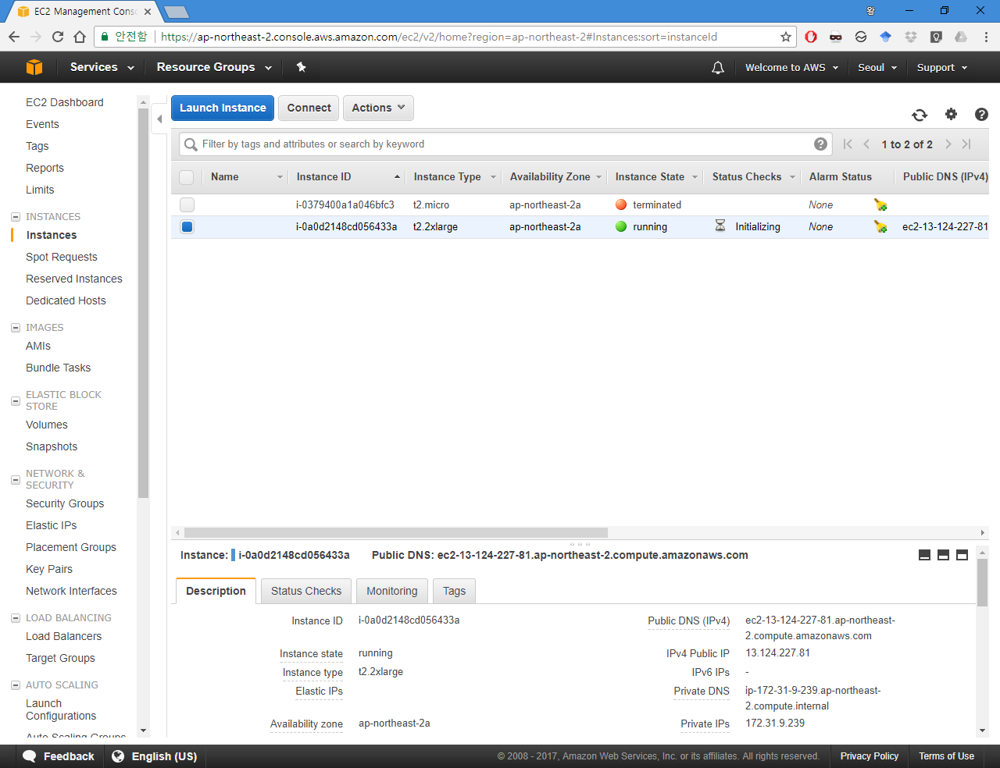 EC2 Management Conso
왕
안전함
https://ap-northeast-2.console.aws.amazon.com/ec2/v2/home?region=ap-northeast-2#Instances:sort=instanceId
Services
Resource Groups
Welcome to AWS
Seoul
Support
EC2 Dashboard
Events
Tags
Reports
Limits
INSTANCES
Instances
Spot Requests
Reserved Instances
Dedicated Hosts
IMAGES
AMIs
Bundle Tasks
ELASTIC BLOCK
STORE
Volumes
Snapshots
NETWORK &
SECURITY
Security Groups
Elastic IPs
Placement Groups
Key Pairs
Network Interfaces
LOAD BALANCING
Load Balancers
Target Groups
AUTO SCALING
Launch
Configurations
Auto Scaling Groups
Launch Instance
Connect
Actions
Filter by tags and attributes or search by keyword
1 to 2 of 2
Name
Instance ID
Instance Type
Availability Zone
Instance State
Status Checks
Alarm Status
Public DNS (IPv4)
i-0379400a1a046bfc3
t2.micro
ap-northeast-2a
terminated
None
i-0a0d2148cd056433a
t2.2xlarge
ap-northeast-2a
running
Initializing
None
ec2-13-124-227-81
Instance: i-0a0d2148cd056433a
Public DNS: ec2-13-124-227-81.ap-northeast-2.compute.amazonaws.com
Description
Status Checks
Monitoring
Tags
Instance ID
i-0a0d2148cd056433a
Instance state
running
Instance type
t2.2xlarge
Elastic IPs
Availability zone
ap-northeast-2a
Public DNS (IPv4)
ec2-13-124-227-81.ap-northeast-
2.compute.amazonaws.com
IPv4 Public IP
13.124.227.81
IPv6 IPs
-
Private DNS
ip-172-31-9-239.ap-northeast-
2.compute.internal
Private IPs
172.31.9.239
Feedback
English (US)
© 2008 - 2017, Amazon Web Services, Inc. or its affiliates. All rights reserved.
Privacy Policy
Terms of Use